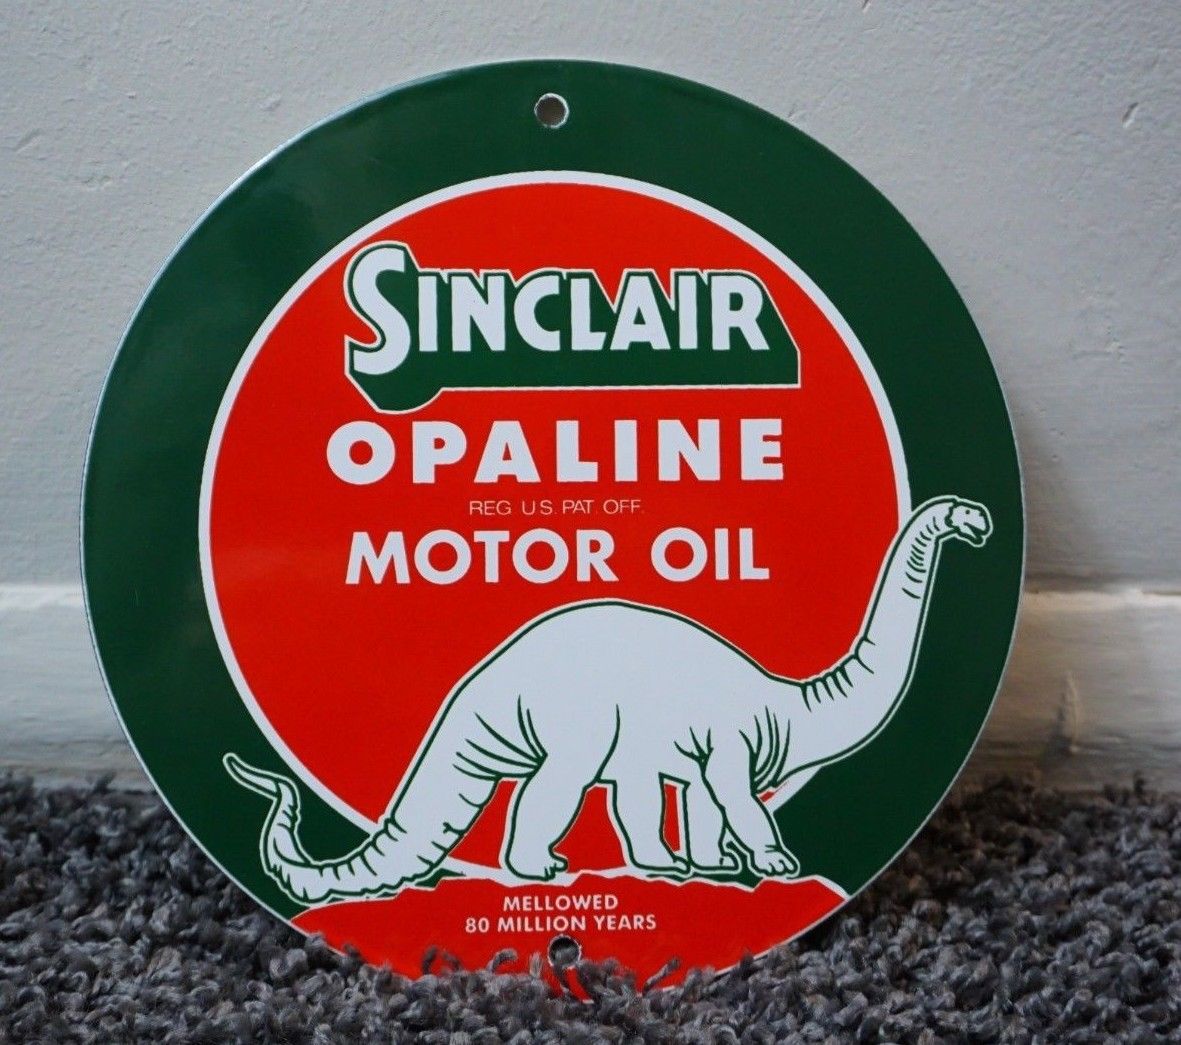 SINCLAIR
OPALINE
REG U.S. PAT. OFF.
MOTOR OIL
MELLOWED
80 MILLION YEARS